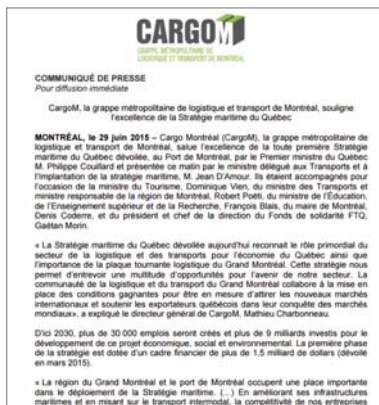 CARGOM
GRAPPE MÉTROPOLITAINE DE
LOGISTIQUE ET TRANSPORT DE MONTRÉAL
COMMUNIQUÉ DE PRESSE
Pour diffusion immédiate
CargoM, la grappe métropolitaine de logistique et transport de Montréal, souligne
l'excellence de la Stratégie maritime du Québec
MONTRÉAL, le 29 juin 2015 – Cargo Montréal (CargoM), la grappe métropolitaine de
logistique et transport de Montréal, salue l'excellence de la toute première Stratégie
maritime du Québec dévoilée, au Port de Montréal, par le Premier ministre du Québec
M. Philippe Couillard et présentée ce matin par le ministre délégué aux Transports et à
l'Implantation de la stratégie maritime, M. Jean D'Amour. Ils étaient accompagnés pour
l'occasion de la ministre du Tourisme, Dominique Vien, du ministre des Transports et
ministre responsable de la région de Montréal, Robert Poëti, du ministre de l'Éducation,
de l'Enseignement supérieur et de la Recherche, François Blais, du maire de Montréal,
Denis Coderre, et du président et chef de la direction du Fonds de solidarité FTQ,
Gaétan Morin.
« La Stratégie maritime du Québec dévoilée aujourd'hui reconnait le rôle primordial du
secteur de la logistique et des transports pour l'économie du Québec ainsi que
l'importance de la plaque tournante logistique du Grand Montréal. Cette stratégie nous
permet d'entrevoir une multitude d'opportunités pour l'avenir de notre secteur. La
communauté de la logistique et du transport du Grand Montréal collabore à la mise en
place des conditions gagnantes pour être en mesure d'attirer les nouveaux marchés
internationaux et soutenir les exportateurs québécois dans leur conquête des marchés
mondiaux», a expliqué le directeur général de CargoM, Mathieu Charbonneau.
D'ici 2030, plus de 30 000 emplois seront créés et plus de 9 milliards investis pour le
développement de ce projet économique, social et environnemental. La première phase
de la stratégie est dotée d'un cadre financier de plus de 1,5 milliard de dollars (dévoilé
en mars 2015).
« La région du Grand Montréal et le port de Montréal occupent une place importante
dans le déploiement de la Stratégie maritime. (...) En améliorant ses infrastructures
maritimes et en misant sur le transport intermodal, la compétitivité de nos entreprises